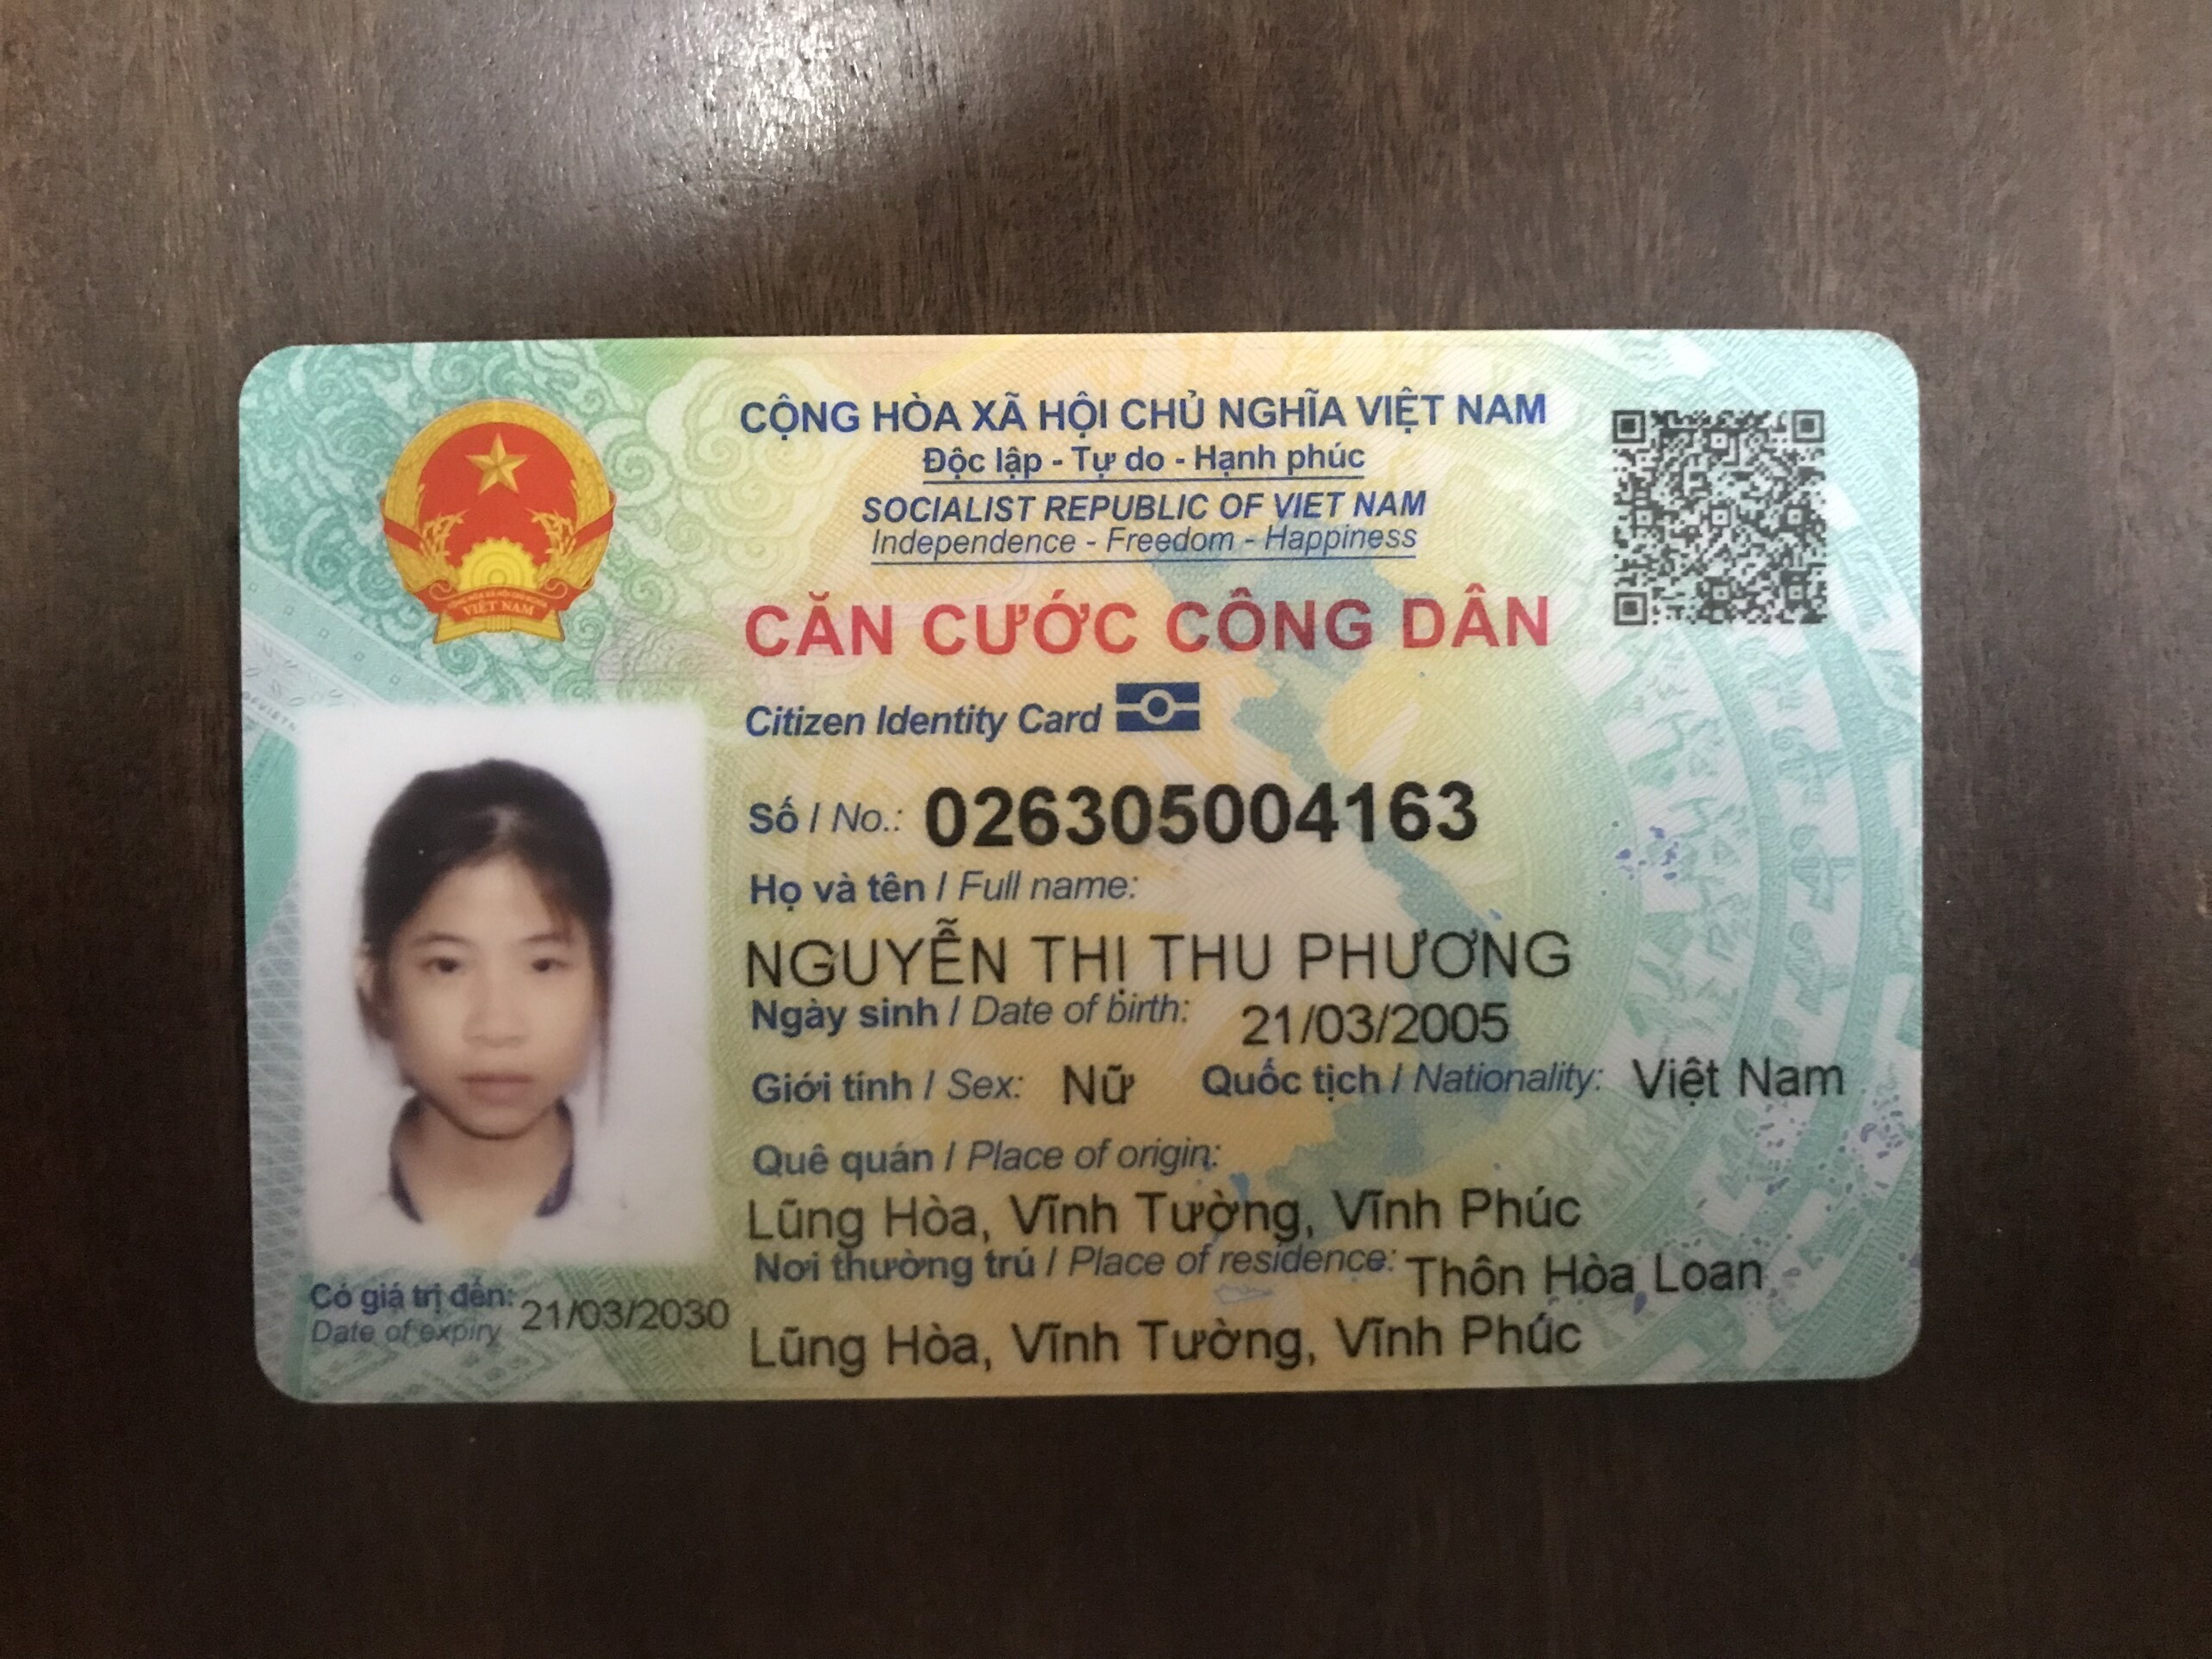 CỘNG HÒA XÃ HỘI CHỦ NGHĨA VIỆT NAM
Độc lập - Tự do - Hạnh phúc
SOCIALIST REPUBLIC OF VIET NAM
Independence - Freedom - Happiness
CĂN CƯỚC CÔNG DÂN
Citizen Identity Card
VIỆT NAM
Số / No.: 026305004163
Họ và tên / Full name:
NGUYỄN THỊ THU PHƯƠNG
Ngày sinh / Date of birth: 21/03/2005
Giới tính / Sex: Nữ Quốc tịch / Nationality: Việt Nam
Quê quán / Place of origin:
Lũng Hòa, Vĩnh Tường, Vĩnh Phúc
Nơi thường trú / Place of residence: Thôn Hòa Loan
Lũng Hòa, Vĩnh Tường, Vĩnh Phúc
Có giá trị đến: 21/03/2030
Date of expiry